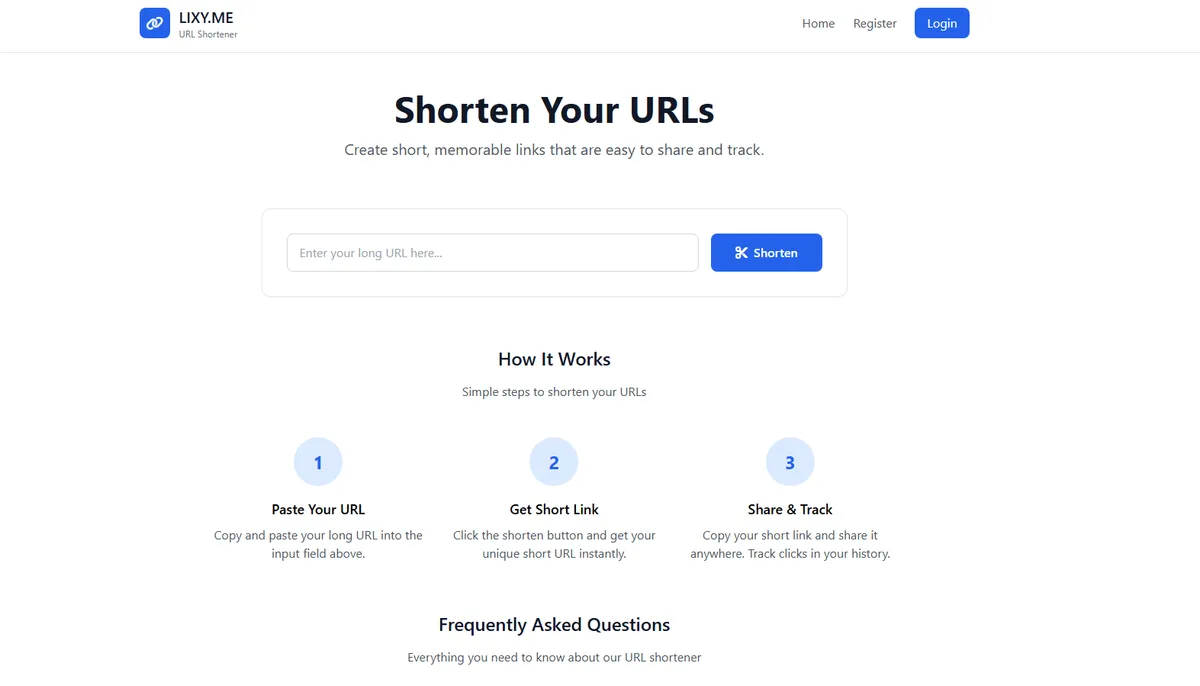 LIXY.ME
URL Shortener
Home
Register
Login
Shorten Your URLs
Create short, memorable links that are easy to share and track.
Enter your long URL here...
Shorten
How It Works
Simple steps to shorten your URLs
1
Paste Your URL
Copy and paste your long URL into the
input field above.
2
Get Short Link
Click the shorten button and get your
unique short URL instantly.
3
Share & Track
Copy your short link and share it
anywhere. Track clicks in your history.
Frequently Asked Questions
Everything you need to know about our URL shortener